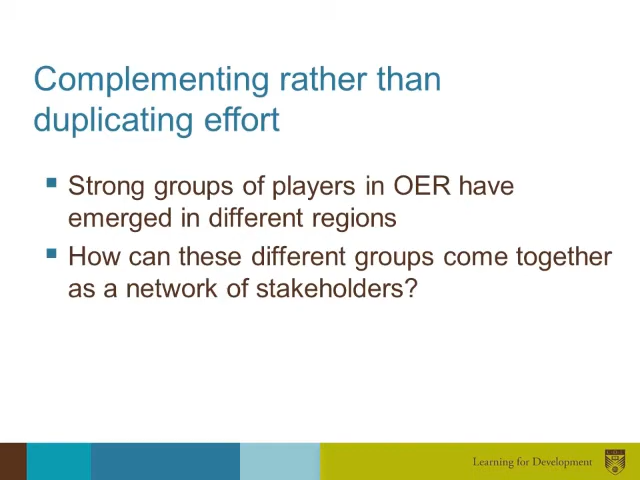 Complementing rather than
duplicating effort
Strong groups of players in OER have
emerged in different regions
How can these different groups come together
as a network of stakeholders?
Learning for Development